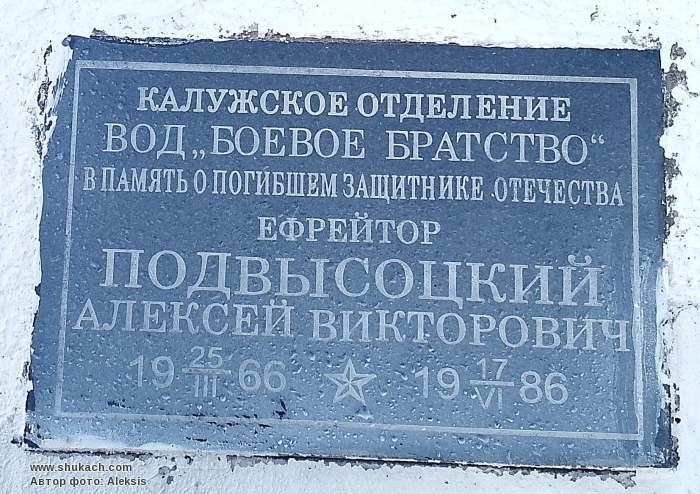 КАЛУЖСКОЕ ОТДЕЛЕНИЕ
ВОД „БОЕВОЕ БРАТСТВО“
В ПАМЯТЬ О ПОГИБШЕМ ЗАЩИТНИКЕ ОТЕЧЕСТВА
ЕФРЕЙТОР
ПОДВЫСОЦКИЙ
АЛЕКСЕЙ ВИКТОРОВИЧ
19 25/III 66 19 17/VI 86
www.shukach.com
Автор фото: Aleksis